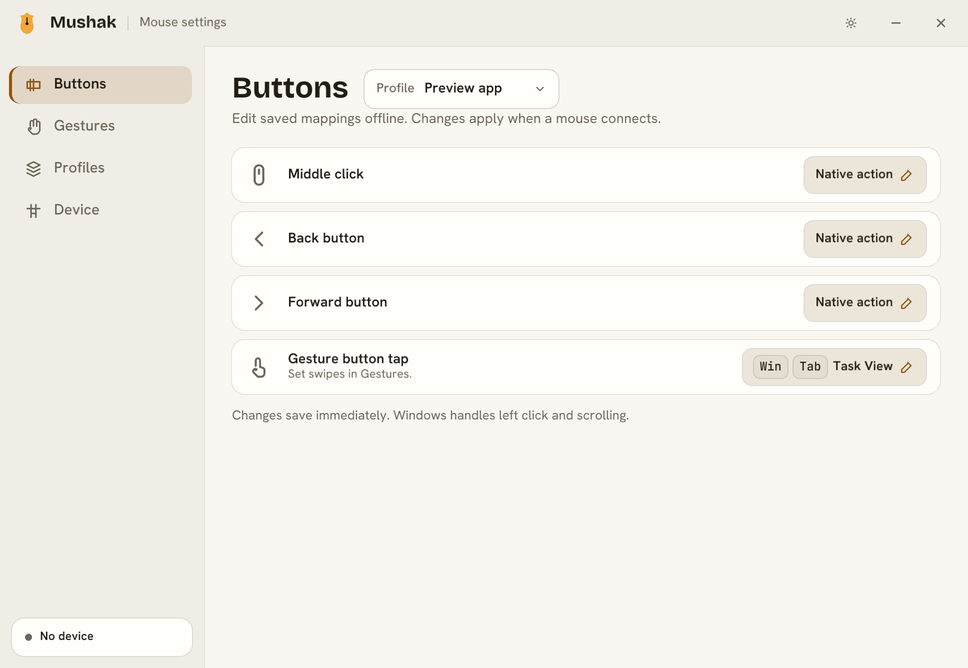 Mushak | Mouse settings
Buttons
Gestures
Profiles
Device
No device
Buttons
Profile Preview app
Edit saved mappings offline. Changes apply when a mouse connects.
Middle click
Native action
Back button
Native action
Forward button
Native action
Gesture button tap
Set swipes in Gestures.
Win Tab Task View
Changes save immediately. Windows handles left click and scrolling.